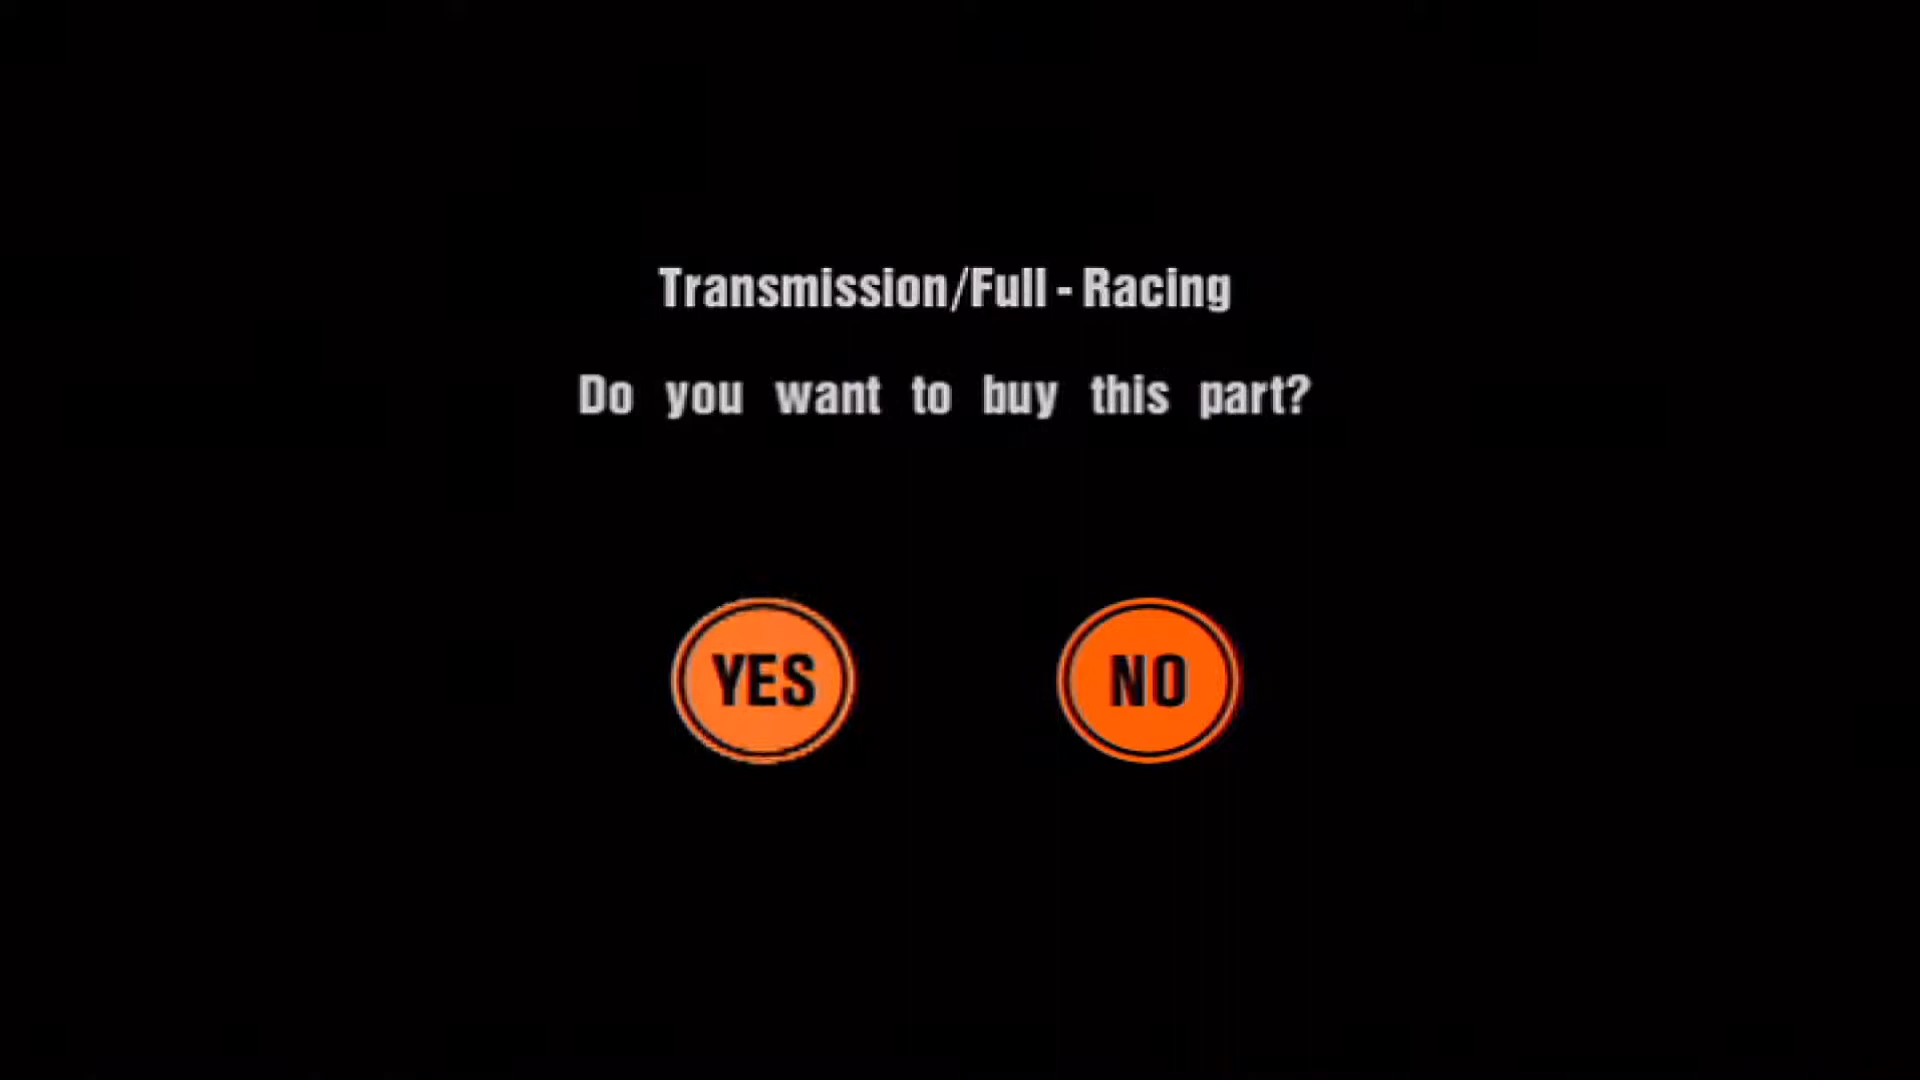 Transmission/Full - Racing
Do you want to buy this part?
YES NO